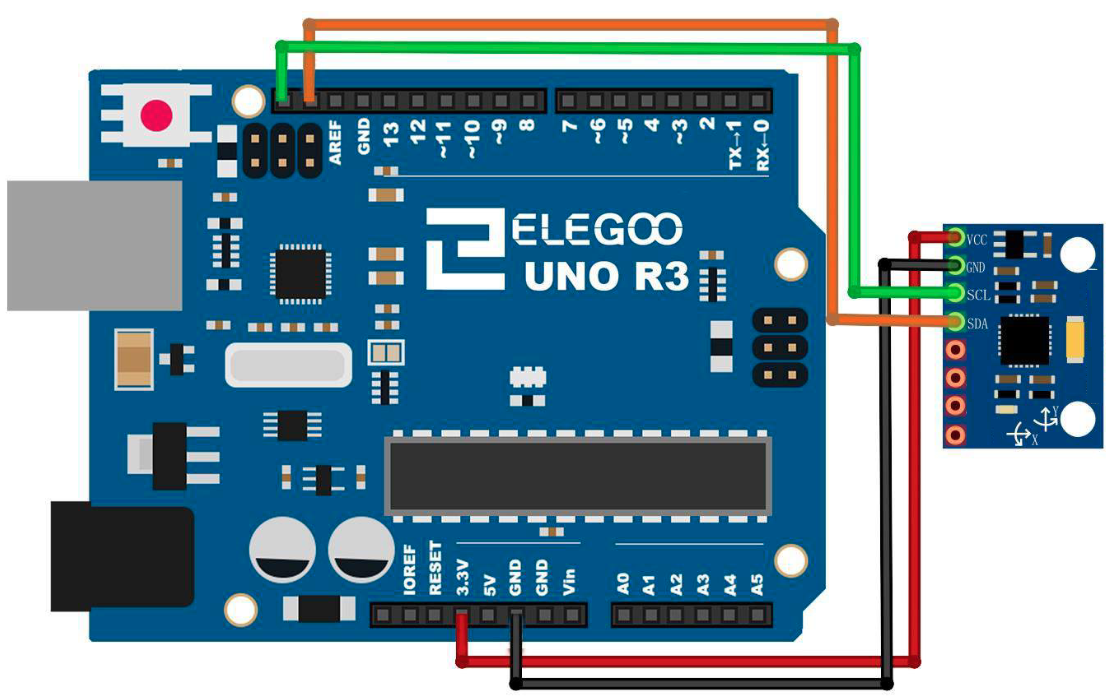 AREF
GND
13
12
~11
~10
~9
8
7
~6
~5
4
~3
2
TX→1
RX←0
ELEGOO
UNO R3
VCC
GND
SCL
SDA
Y
X
IOREF
RESET
3.3V
5V
GND
GND
Vin
A0
A1
A2
A3
A4
A5